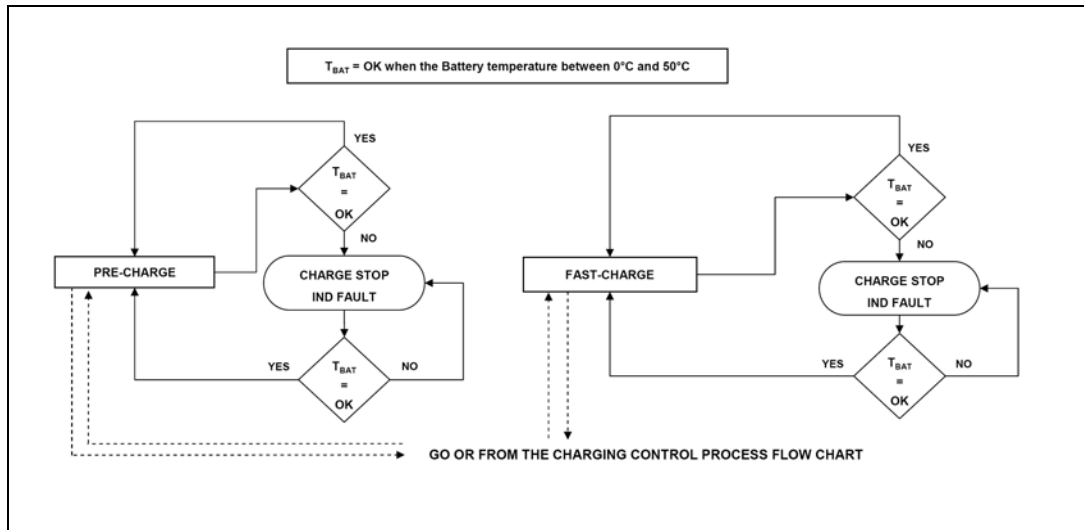 TBAT = OK when the Battery temperature between 0°C and 50°C
YES
TBAT
=
OK
NO
PRE-CHARGE
CHARGE STOP
IND FAULT
YES
TBAT
=
OK
NO
YES
TBAT
=
OK
NO
FAST-CHARGE
CHARGE STOP
IND FAULT
YES
TBAT
=
OK
NO
GO OR FROM THE CHARGING CONTROL PROCESS FLOW CHART